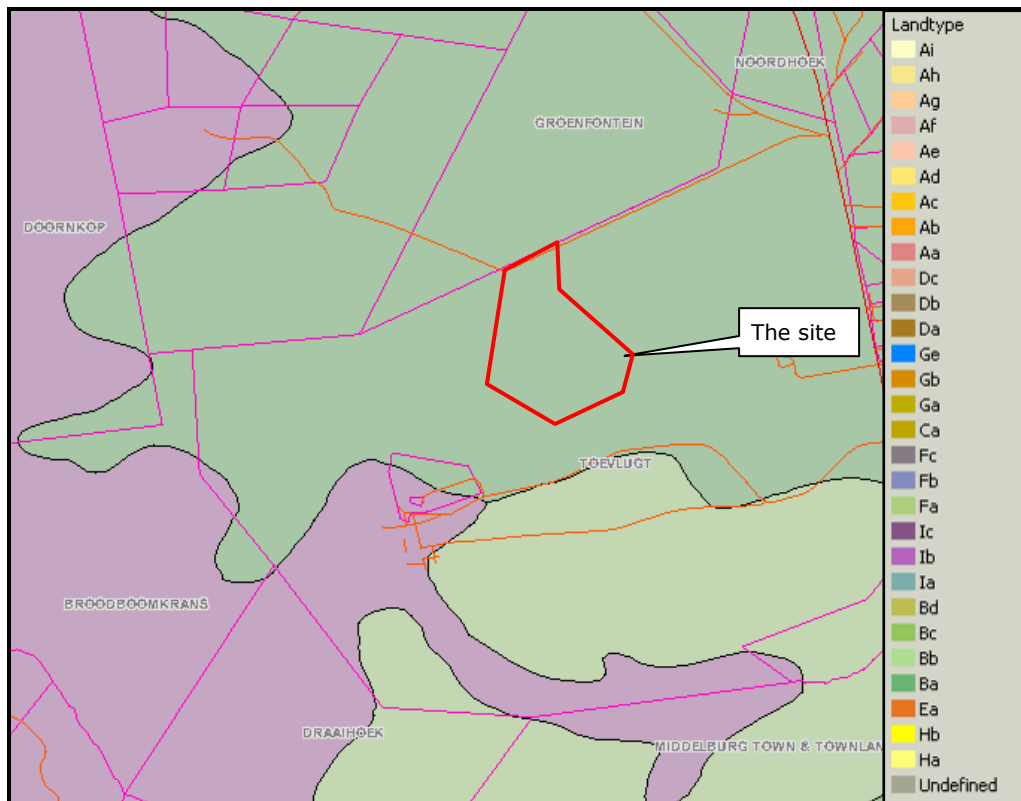 NOORDHOEK
GROENFONTEIN
DOORNKOP
The site
TOEVLUGT
BROODBOOMKRANS
DRAAIHOEK
MIDDELBURG TOWN & TOWNLAN
Landtype
Ai
Ah
Ag
Af
Ae
Ad
Ac
Ab
Aa
Dc
Db
Da
Ge
Gb
Ga
Ca
Fc
Fb
Fa
Ic
Ib
Ia
Bd
Bc
Bb
Ba
Ea
Hb
Ha
Undefined